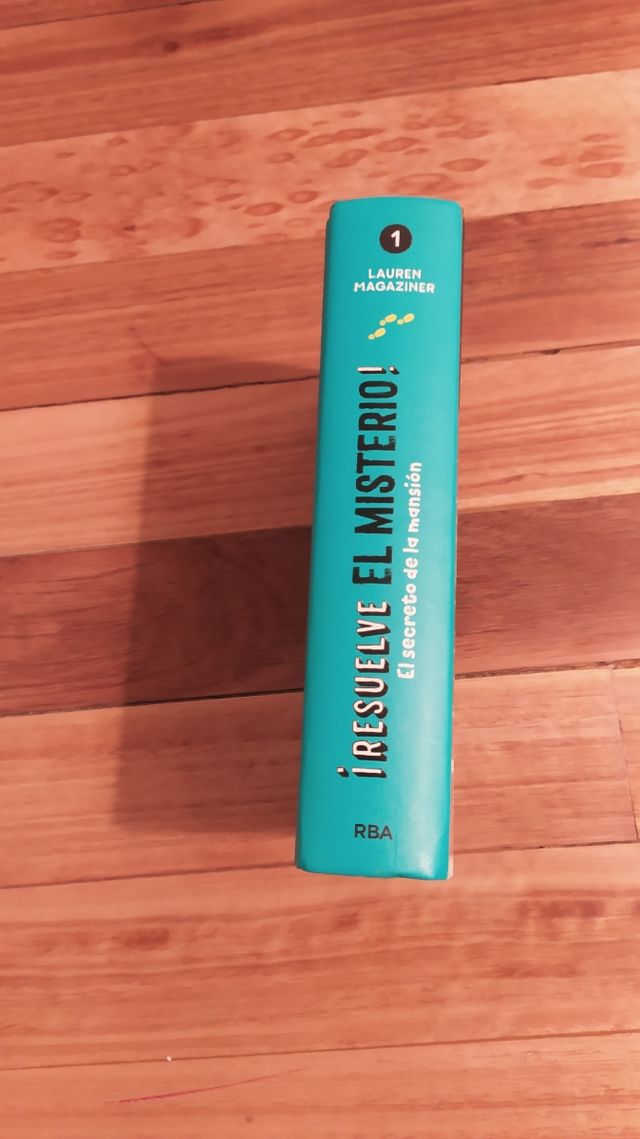 1
LAUREN
MAGAZINER
¡RESUELVE EL MISTERIO!
El secreto de la mansión
RBA